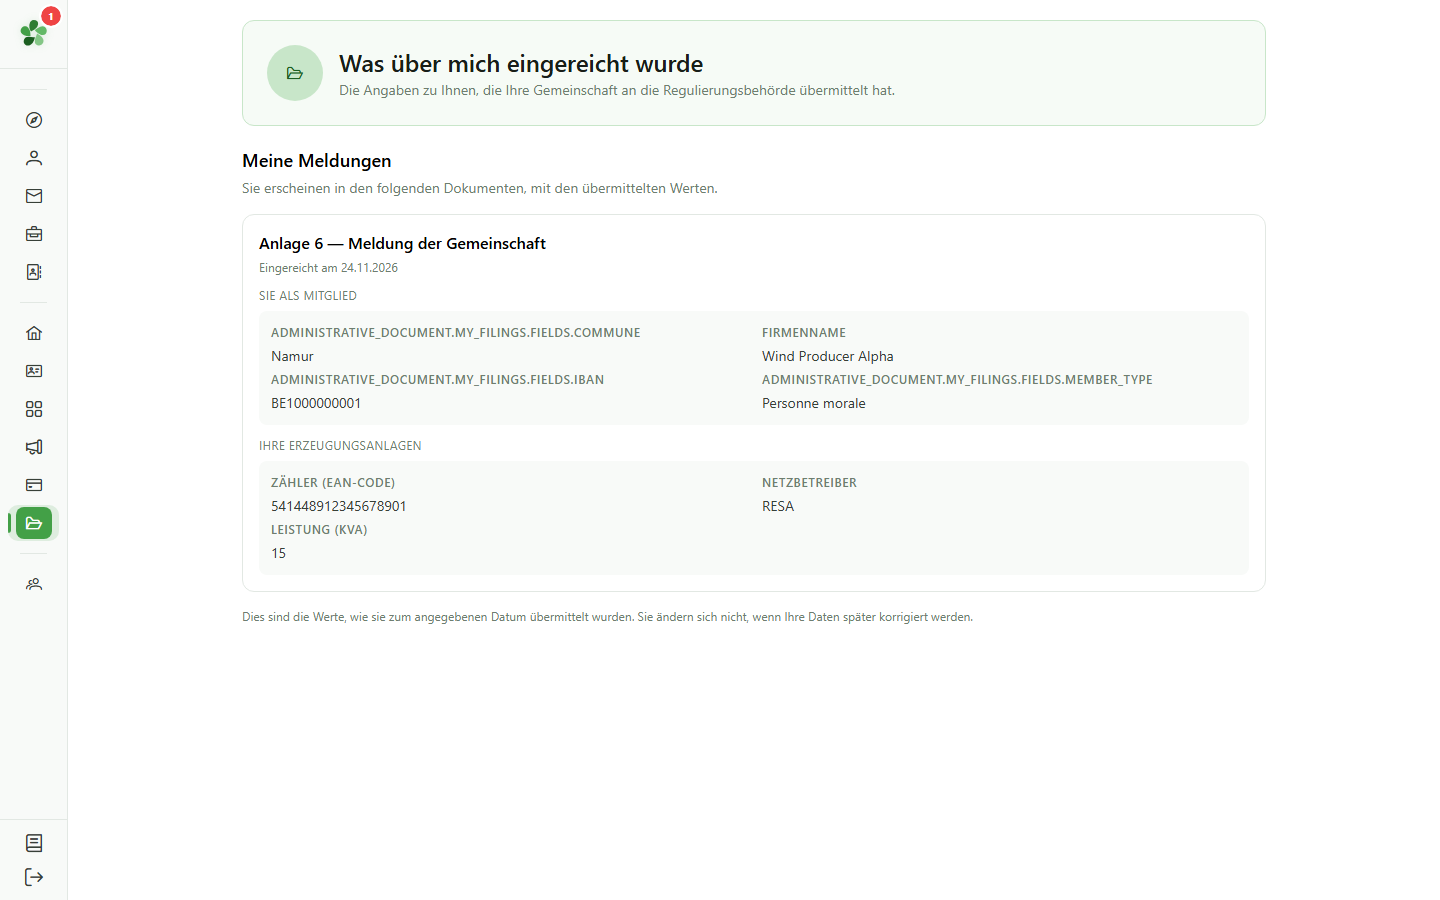 1
Was über mich eingereicht wurde
Die Angaben zu Ihnen, die Ihre Gemeinschaft an die Regulierungsbehörde übermittelt hat.
Meine Meldungen
Sie erscheinen in den folgenden Dokumenten, mit den übermittelten Werten.
Anlage 6 — Meldung der Gemeinschaft
Eingereicht am 24.11.2026
SIE ALS MITGLIED
ADMINISTRATIVE_DOCUMENT.MY_FILINGS.FIELDS.COMMUNE
Namur
FIRMENNAME
Wind Producer Alpha
ADMINISTRATIVE_DOCUMENT.MY_FILINGS.FIELDS.IBAN
BE1000000001
ADMINISTRATIVE_DOCUMENT.MY_FILINGS.FIELDS.MEMBER_TYPE
Personne morale
IHRE ERZEUGUNGSANLAGEN
ZÄHLER (EAN-CODE)
541448912345678901
NETZBETREIBER
RESA
LEISTUNG (KVA)
15
Dies sind die Werte, wie sie zum angegebenen Datum übermittelt wurden. Sie ändern sich nicht, wenn Ihre Daten später korrigiert werden.